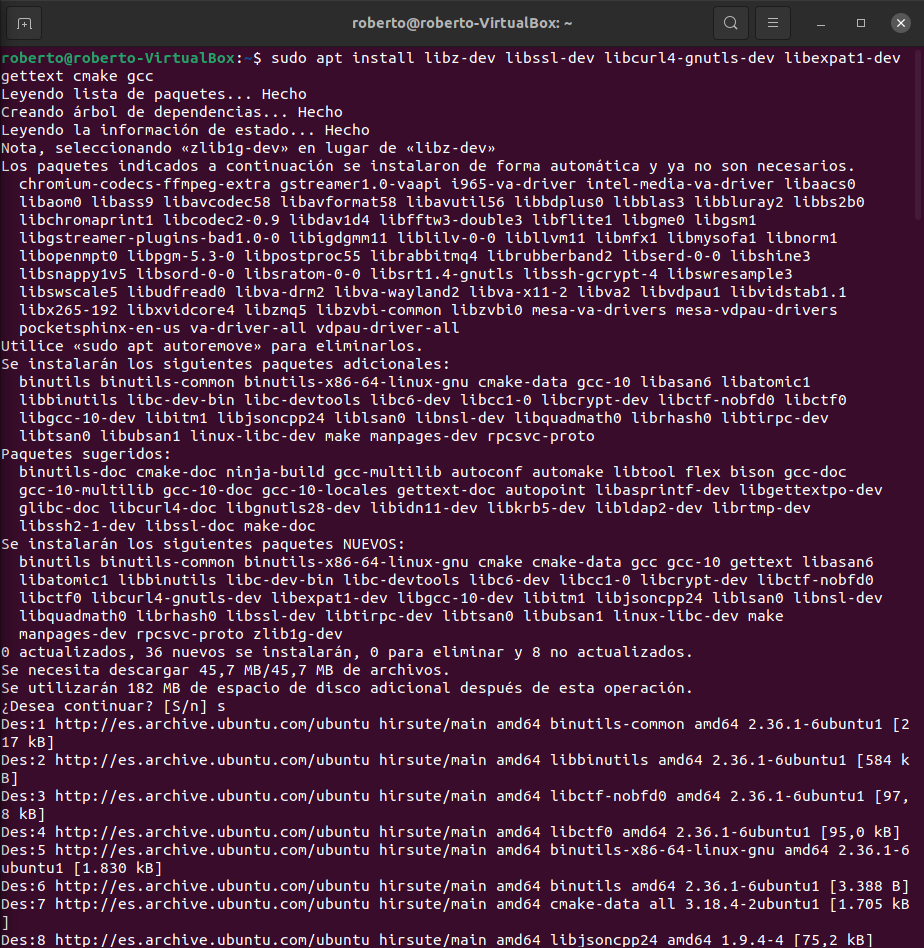 roberto@roberto-VirtualBox: ~
roberto@roberto-VirtualBox:~$ sudo apt install libz-dev libssl-dev libcurl4-gnutls-dev libexpat1-dev
gettext cmake gcc
Leyendo lista de paquetes... Hecho
Creando árbol de dependencias... Hecho
Leyendo la información de estado... Hecho
Nota, seleccionando «zlib1g-dev» en lugar de «libz-dev»
Los paquetes indicados a continuación se instalaron de forma automática y ya no son necesarios.
  chromium-codecs-ffmpeg-extra gstreamer1.0-vaapi i965-va-driver intel-media-va-driver libaacs0
  libaom0 libass9 libavcodec58 libavformat58 libavutil56 libbdplus0 libblas3 libbluray2 libbs2b0
  libchromaprint1 libcodec2-0.9 libdav1d4 libfftw3-double3 libflite1 libgme0 libgsm1
  libgstreamer-plugins-bad1.0-0 libigdgmm11 liblilv-0-0 libllvm11 libmfx1 libmysofa1 libnorm1
  libopenmpt0 libpgm-5.3-0 libpostproc55 librabbitmq4 librubberband2 libserd-0-0 libshine3
  libsnappy1v5 libsord-0-0 libsratom-0-0 libsrt1.4-gnutls libssh-gcrypt-4 libswresample3
  libswscale5 libudfread0 libva-drm2 libva-wayland2 libva-x11-2 libva2 libvdpau1 libvidstab1.1
  libx265-192 libxvidcore4 libzmq5 libzvbi-common libzvbi0 mesa-va-drivers mesa-vdpau-drivers
  pocketsphinx-en-us va-driver-all vdpau-driver-all
Utilice «sudo apt autoremove» para eliminarlos.
Se instalarán los siguientes paquetes adicionales:
  binutils binutils-common binutils-x86-64-linux-gnu cmake-data gcc-10 libasan6 libatomic1
  libbinutils libc-dev-bin libc-devtools libc6-dev libcc1-0 libcrypt-dev libctf-nobfd0 libctf0
  libgcc-10-dev libitm1 libjsoncpp24 liblsan0 libnsl-dev libquadmath0 librhash0 libtirpc-dev
  libtsan0 libubsan1 linux-libc-dev make manpages-dev rpcsvc-proto
Paquetes sugeridos:
  binutils-doc cmake-doc ninja-build gcc-multilib autoconf automake libtool flex bison gcc-doc
  gcc-10-multilib gcc-10-doc gcc-10-locales gettext-doc autopoint libasprintf-dev libgettextpo-dev
  glibc-doc libcurl4-doc libgnutls28-dev libidn11-dev libkrb5-dev libldap2-dev librtmp-dev
  libssh2-1-dev libssl-doc make-doc
Se instalarán los siguientes paquetes NUEVOS:
  binutils binutils-common binutils-x86-64-linux-gnu cmake cmake-data gcc gcc-10 gettext libasan6
  libatomic1 libbinutils libc-dev-bin libc-devtools libc6-dev libcc1-0 libcrypt-dev libctf-nobfd0
  libctf0 libcurl4-gnutls-dev libexpat1-dev libgcc-10-dev libitm1 libjsoncpp24 liblsan0 libnsl-dev
  libquadmath0 librhash0 libssl-dev libtirpc-dev libtsan0 libubsan1 linux-libc-dev make
  manpages-dev rpcsvc-proto zlib1g-dev
0 actualizados, 36 nuevos se instalarán, 0 para eliminar y 8 no actualizados.
Se necesita descargar 45,7 MB/45,7 MB de archivos.
Se utilizarán 182 MB de espacio de disco adicional después de esta operación.
¿Desea continuar? [S/n] s
Des:1 http://es.archive.ubuntu.com/ubuntu hirsute/main amd64 binutils-common amd64 2.36.1-6ubuntu1 [2
17 kB]
Des:2 http://es.archive.ubuntu.com/ubuntu hirsute/main amd64 libbinutils amd64 2.36.1-6ubuntu1 [584 k
B]
Des:3 http://es.archive.ubuntu.com/ubuntu hirsute/main amd64 libctf-nobfd0 amd64 2.36.1-6ubuntu1 [97,
8 kB]
Des:4 http://es.archive.ubuntu.com/ubuntu hirsute/main amd64 libctf0 amd64 2.36.1-6ubuntu1 [95,0 kB]
Des:5 http://es.archive.ubuntu.com/ubuntu hirsute/main amd64 binutils-x86-64-linux-gnu amd64 2.36.1-6
ubuntu1 [1.830 kB]
Des:6 http://es.archive.ubuntu.com/ubuntu hirsute/main amd64 binutils amd64 2.36.1-6ubuntu1 [3.388 B]
Des:7 http://es.archive.ubuntu.com/ubuntu hirsute/main amd64 cmake-data all 3.18.4-2ubuntu1 [1.705 kB
]
Des:8 http://es.archive.ubuntu.com/ubuntu hirsute/main amd64 libjsoncpp24 amd64 1.9.4-4 [75,2 kB]